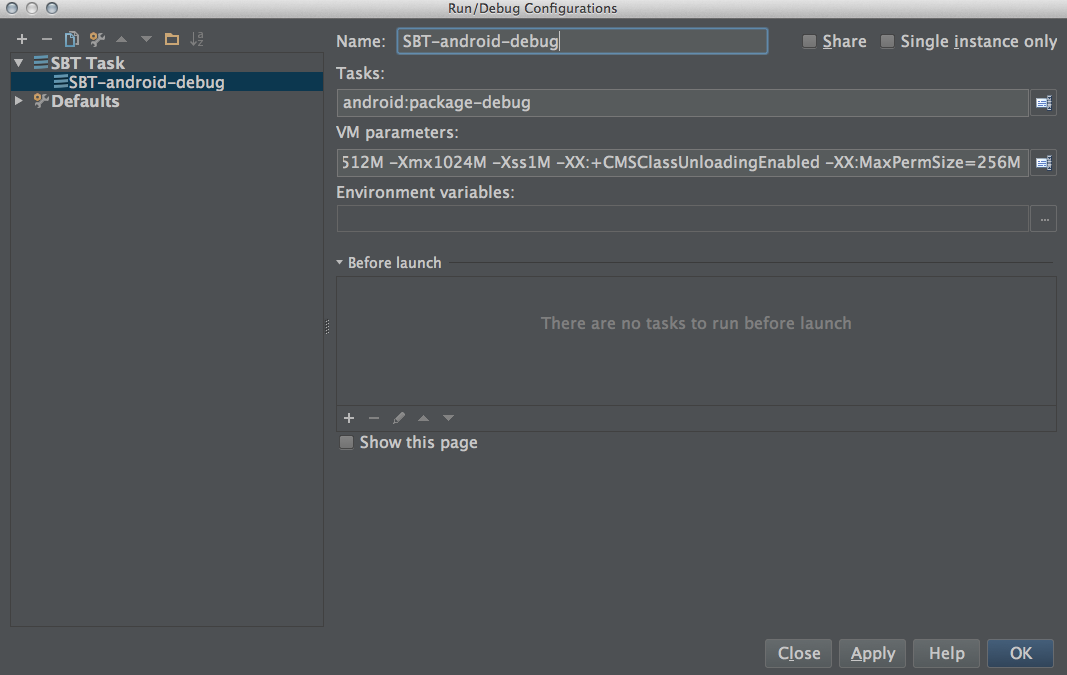 Run/Debug Configurations
Name: SBT-android-debug Share Single instance only
SBT Task
SBT-android-debug
Defaults
Tasks:
android:package-debug
VM parameters:
512M -Xmx1024M -Xss1M -XX:+CMSClassUnloadingEnabled -XX:MaxPermSize=256M
Environment variables:
...
Before launch
There are no tasks to run before launch
Show this page
Close Apply Help OK